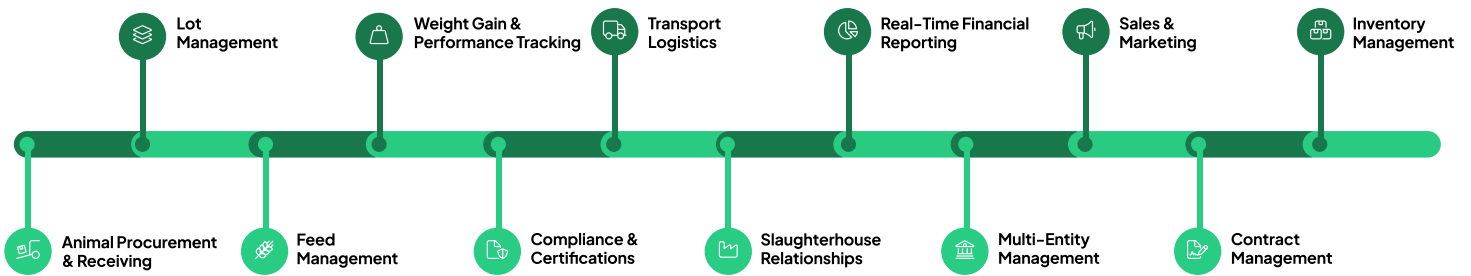 Lot
Management
Weight Gain &
Performance Tracking
Transport
Logistics
Real-Time Financial
Reporting
Sales &
Marketing
Inventory
Management
Animal Procurement
& Receiving
Feed
Management
Compliance &
Certifications
Slaughterhouse
Relationships
Multi-Entity
Management
Contract
Management